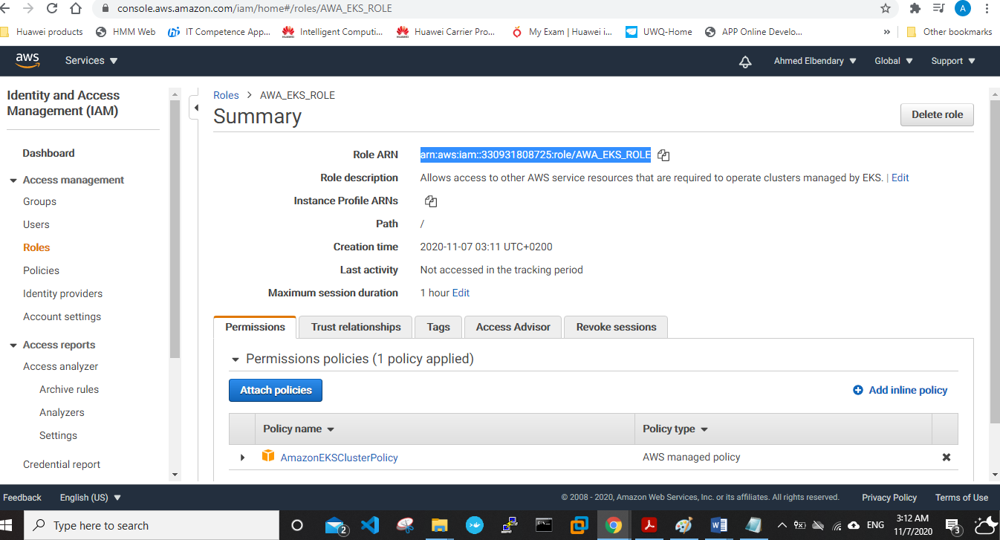 console.aws.amazon.com/iam/home#/roles/AWA_EKS_ROLE
A
Huawei products HMM Web IT Competence App... Intelligent Computi... Huawei Carrier Pro... My Exam | Huawei i... UWQ-Home APP Online Develo... » Other bookmarks
aws Services Ahmed Elbendary Global Support
Identity and Access
Management (IAM)
Dashboard
Access management
Groups
Users
Roles
Policies
Identity providers
Account settings
Access reports
Access analyzer
Archive rules
Analyzers
Settings
Credential report
Roles > AWA_EKS_ROLE
Summary
Delete role
Role ARN arn:aws:iam::330931808725:role/AWA_EKS_ROLE
Role description Allows access to other AWS service resources that are required to operate clusters managed by EKS. | Edit
Instance Profile ARNs
Path /
Creation time 2020-11-07 03:11 UTC+0200
Last activity Not accessed in the tracking period
Maximum session duration 1 hour Edit
Permissions Trust relationships Tags Access Advisor Revoke sessions
Permissions policies (1 policy applied)
Attach policies
Add inline policy
Policy name Policy type
AmazonEKSClusterPolicy AWS managed policy
Feedback English (US) © 2008 - 2020, Amazon Web Services, Inc. or its affiliates. All rights reserved. Privacy Policy Terms of Use
Type here to search
2
ENG
3:12 AM
11/7/2020
3